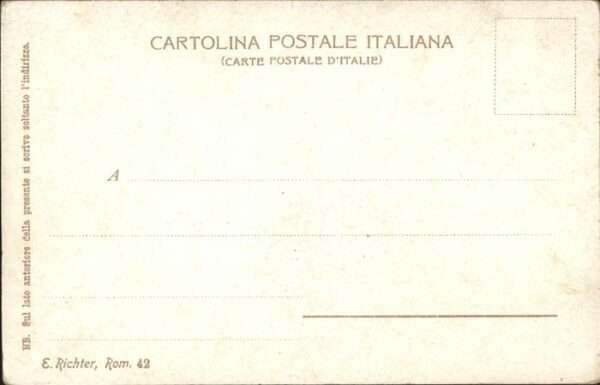 CARTOLINA POSTALE ITALIANA
(CARTE POSTALE D'ITALIE)
A
NB. Sul lato anteriore della presente si scrive soltanto l'indirizzo.
E. Richter, Rom. 42